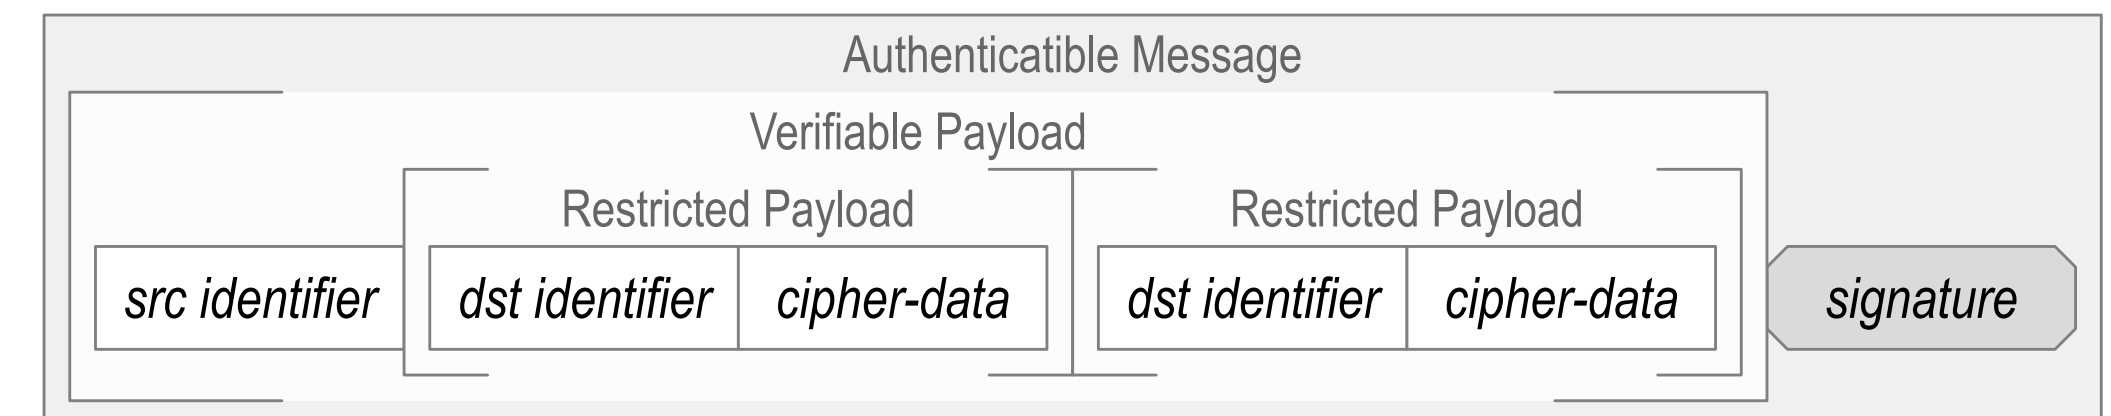 Authenticatible Message
Verifiable Payload
Restricted Payload Restricted Payload
src identifier dst identifier cipher-data dst identifier cipher-data signature